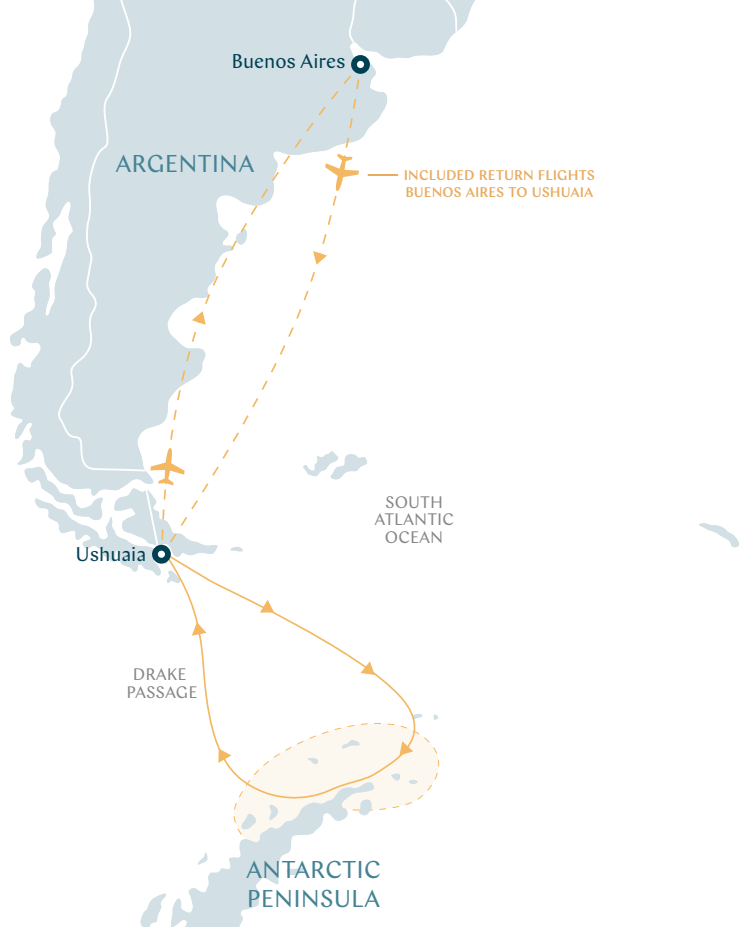 Buenos Aires
ARGENTINA
INCLUDED RETURN FLIGHTS
BUENOS AIRES TO USHUAIA
SOUTH
ATLANTIC
OCEAN
Ushuaia
DRAKE
PASSAGE
ANTARCTIC
PENINSULA